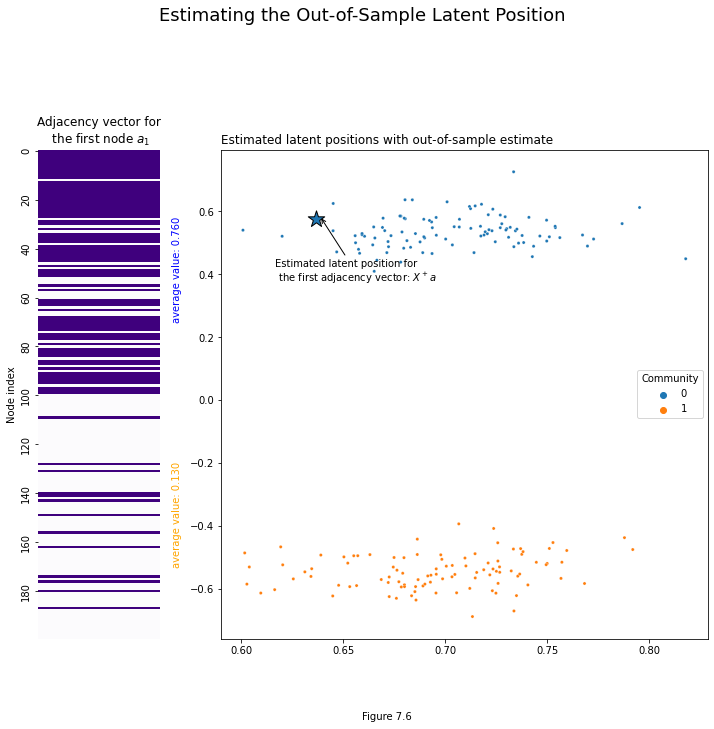 Estimating the Out-of-Sample Latent Position
Adjacency vector for
the first node a₁
0
20
40
60
80
100
120
140
160
180
Node index
average value: 0.760
average value: 0.130
Estimated latent positions with out-of-sample estimate
0.6
0.4
0.2
0.0
−0.2
−0.4
−0.6
Estimated latent position for
the first adjacency vector: X⁺a
Community
0
1
0.60 0.65 0.70 0.75 0.80
Figure 7.6